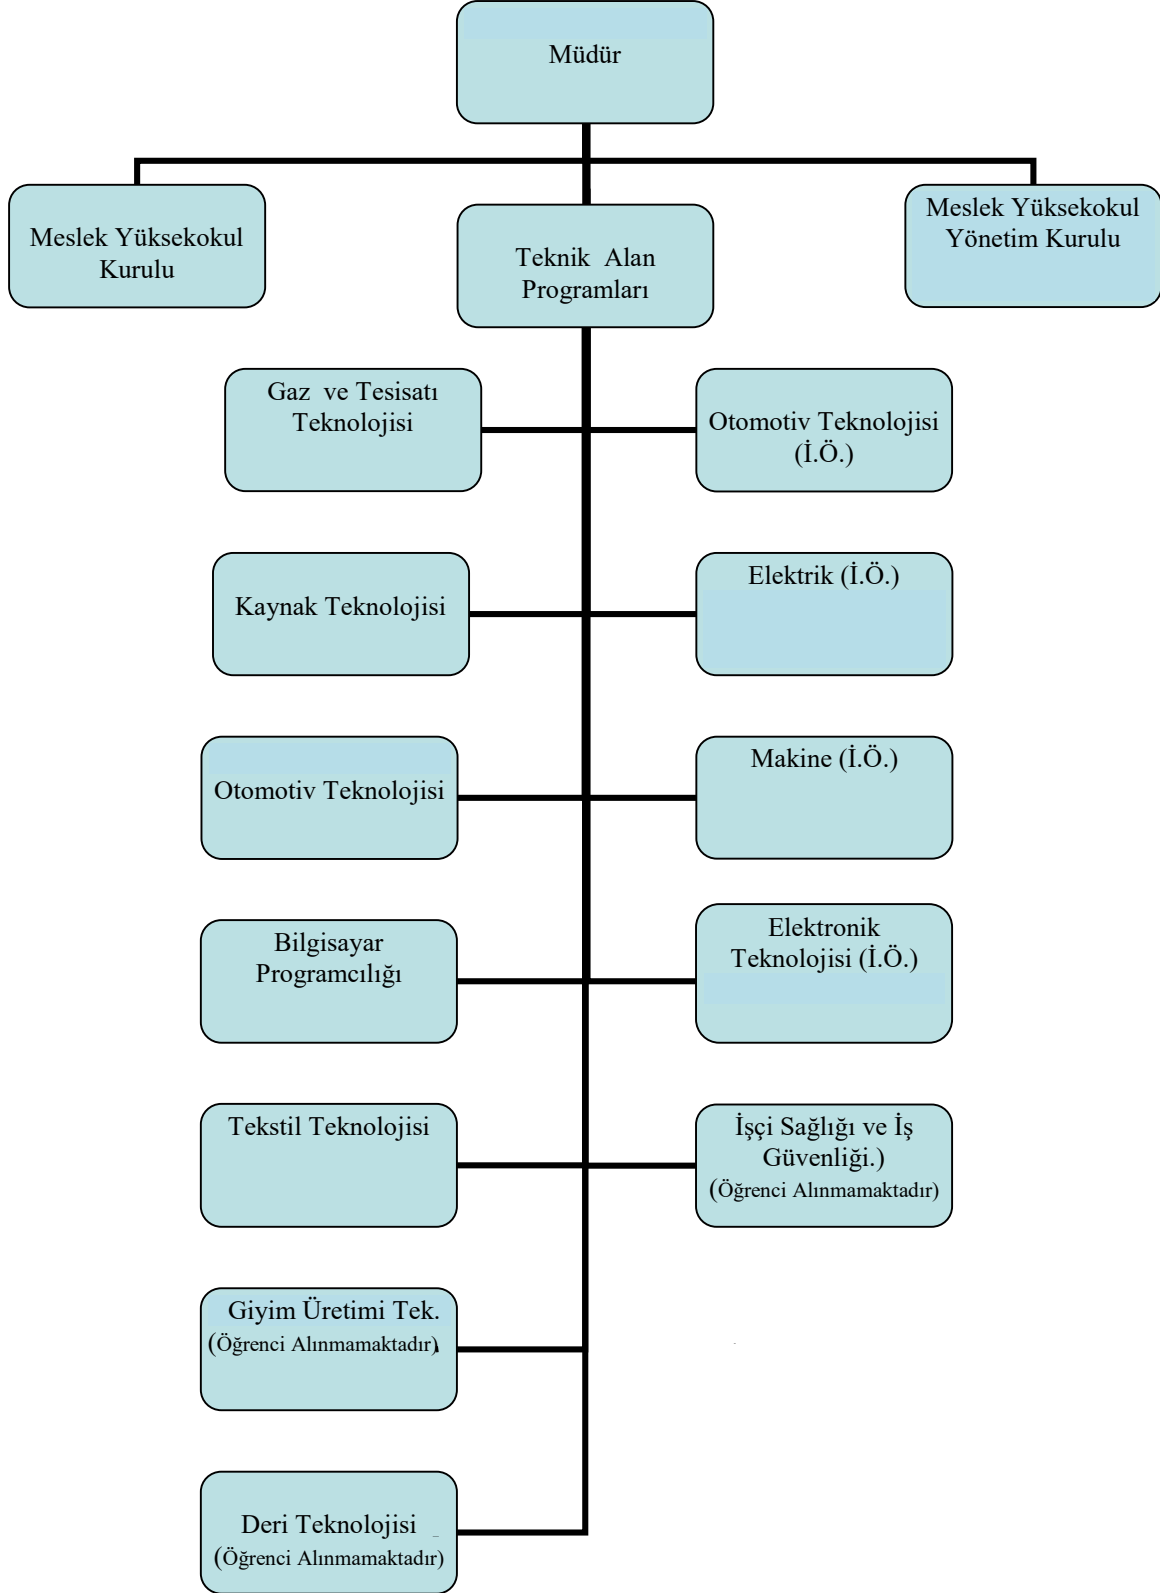 Müdür
Meslek Yüksekokul
Kurulu
Teknik Alan
Programları
Meslek Yüksekokul
Yönetim Kurulu
Gaz ve Tesisatı
Teknolojisi
Otomotiv Teknolojisi
(İ.Ö.)
Kaynak Teknolojisi
Elektrik (İ.Ö.)
Otomotiv Teknolojisi
Makine (İ.Ö.)
Bilgisayar
Programcılığı
Elektronik
Teknolojisi (İ.Ö.)
Tekstil Teknolojisi
İşçi Sağlığı ve İş
Güvenliği.)
(Öğrenci Alınmamaktadır)
Giyim Üretimi Tek.
(Öğrenci Alınmamaktadır)
Deri Teknolojisi
(Öğrenci Alınmamaktadır)